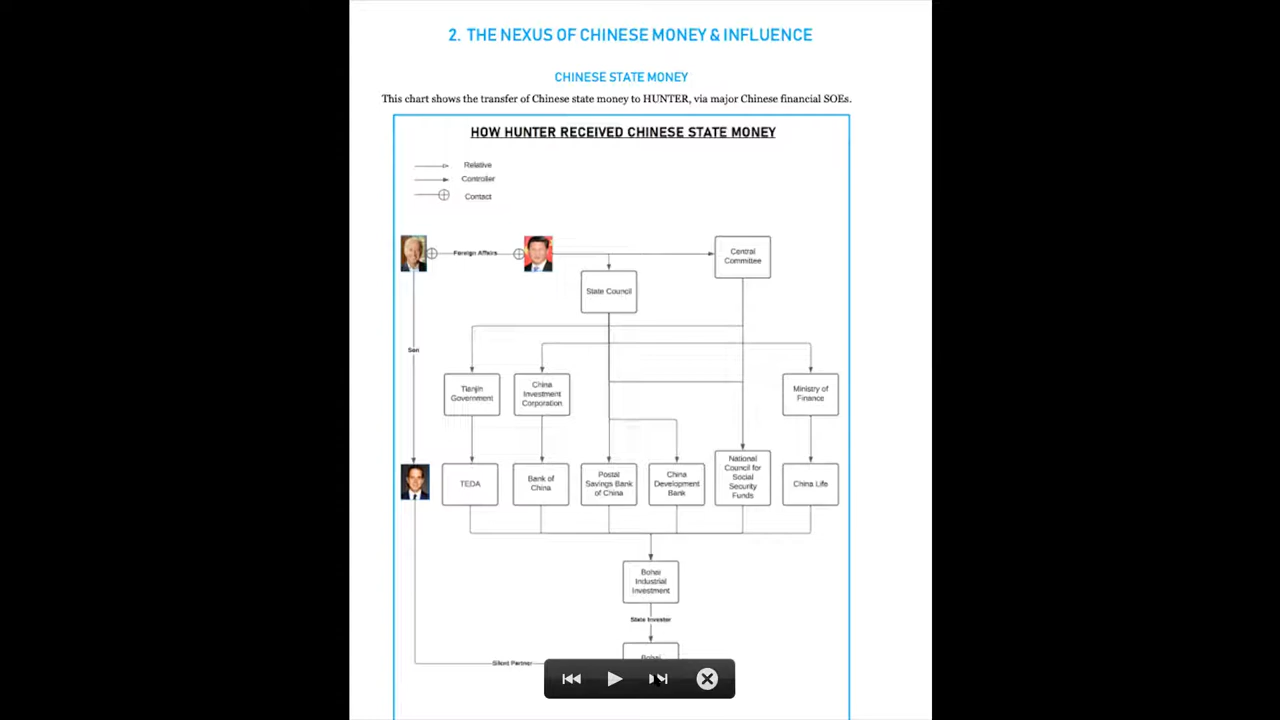 2. THE NEXUS OF CHINESE MONEY & INFLUENCE
CHINESE STATE MONEY
This chart shows the transfer of Chinese state money to HUNTER, via major Chinese financial SOEs.
HOW HUNTER RECEIVED CHINESE STATE MONEY
Relative
Controller
Contact
Foreign Affairs
Central
Committee
State Council
Son
Tianjin
Government
China
Investment
Corporation
Ministry of
Finance
TEDA
Bank of
China
Postal
Savings Bank
of China
China
Development
Bank
National
Council for
Social
Security
Funds
China Life
Bohai
Industrial
Investment
State Investor
Bohai
Silent Partner